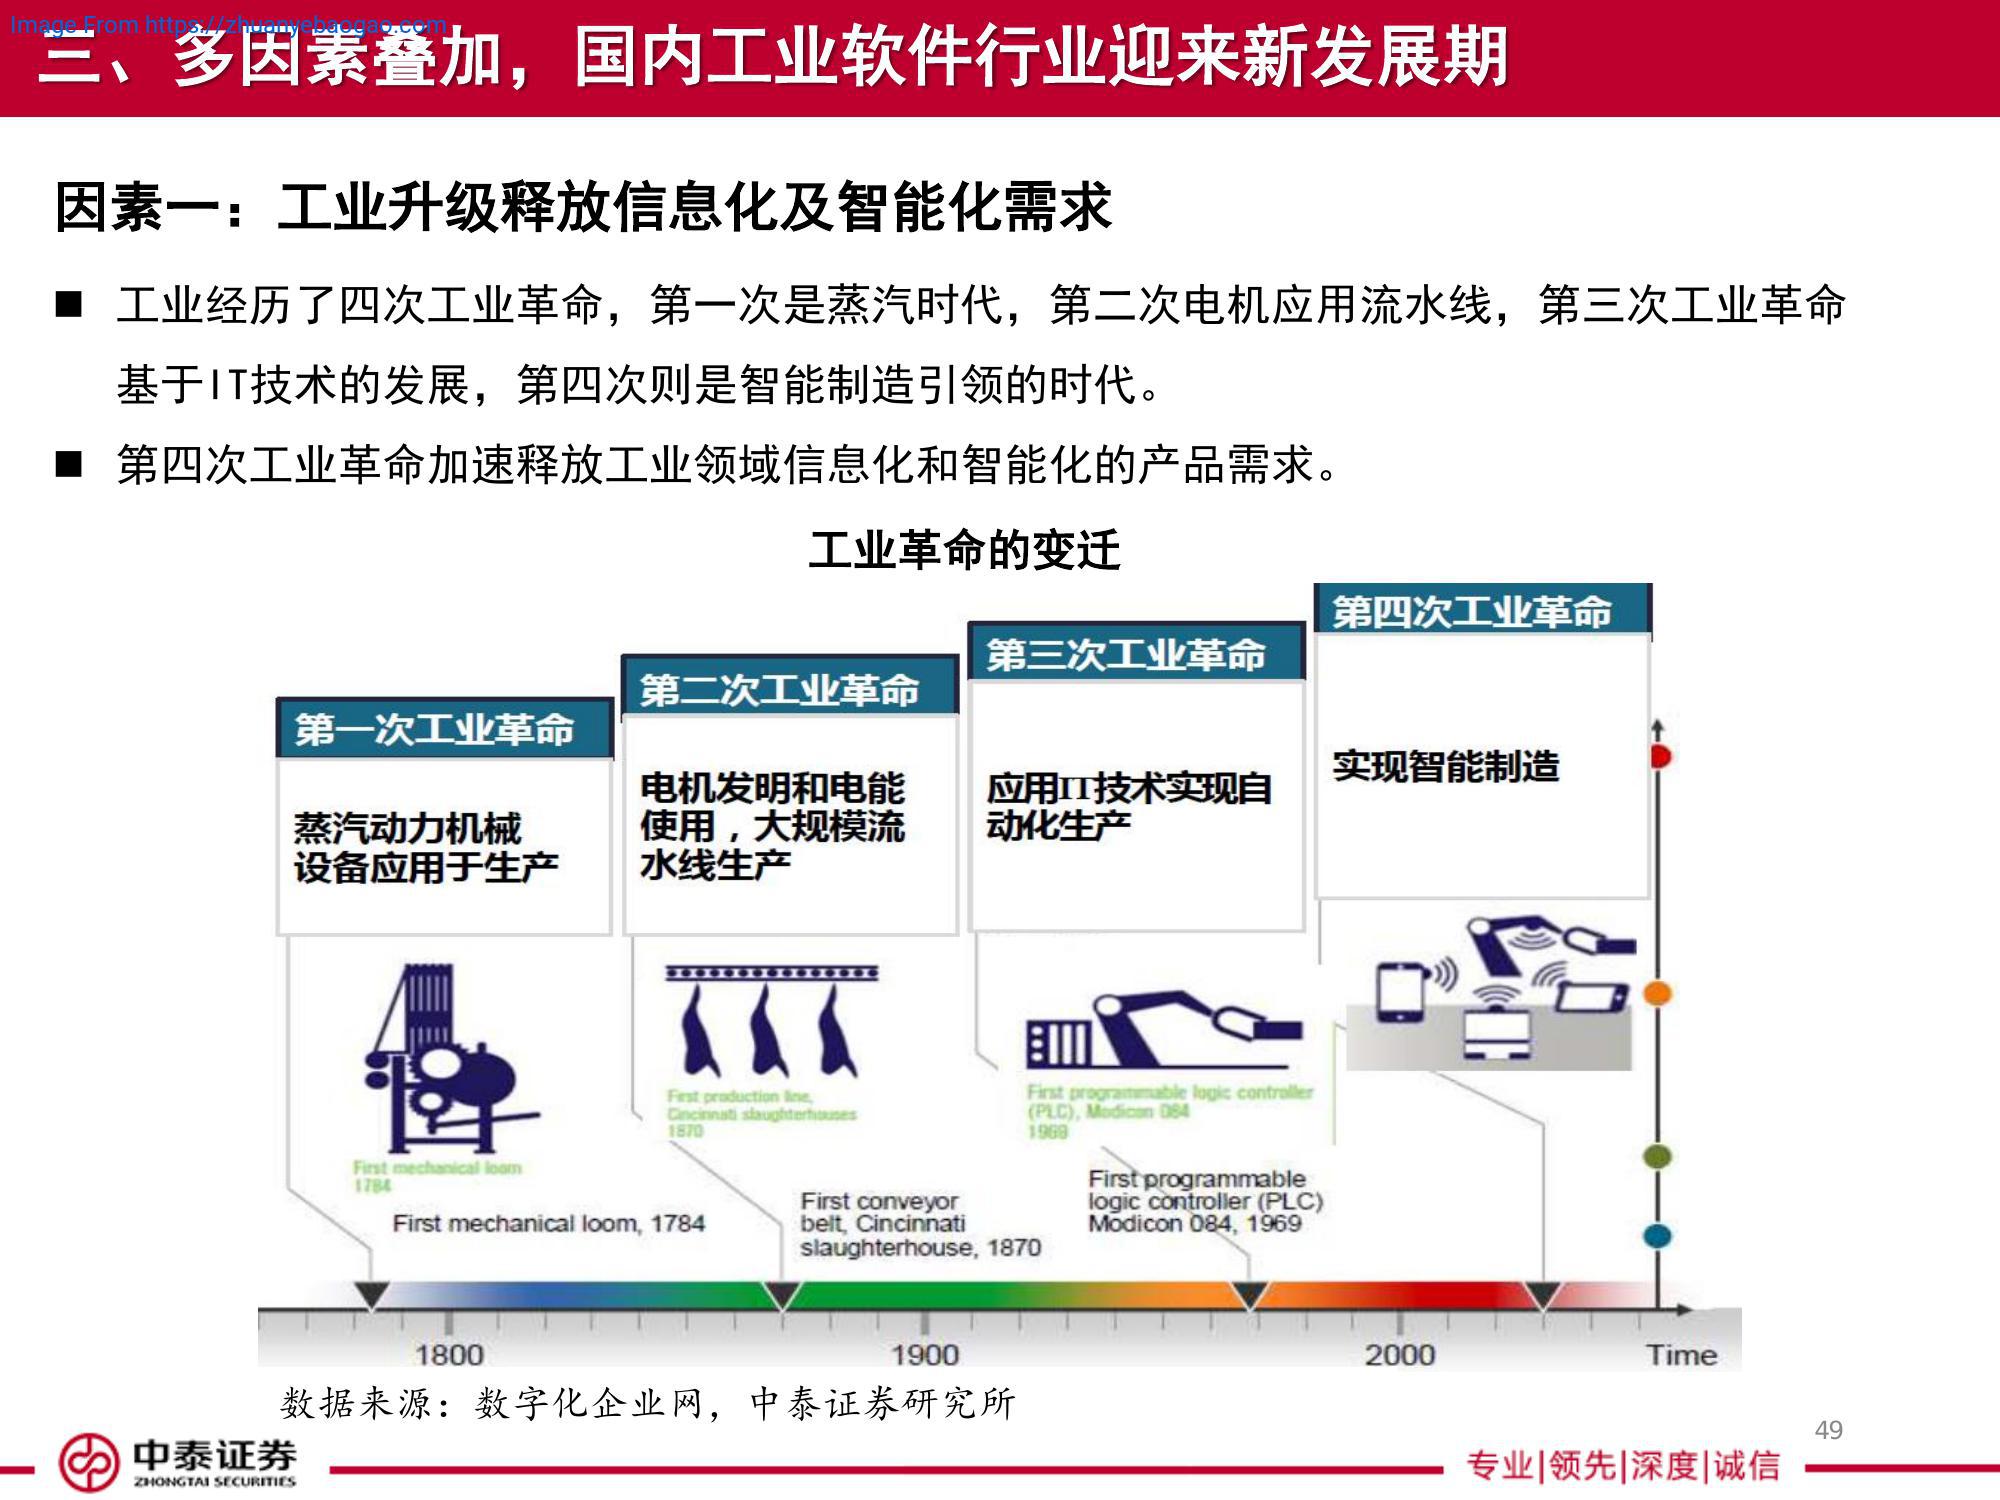 Image From https://zhuanyebaogao.com
三、多因素叠加，国内工业软件行业迎来新发展期
因素一：工业升级释放信息化及智能化需求
■ 工业经历了四次工业革命，第一次是蒸汽时代，第二次电机应用流水线，第三次工业革命
基于IT技术的发展，第四次则是智能制造引领的时代。
■ 第四次工业革命加速释放工业领域信息化和智能化的产品需求。
工业革命的变迁
第一次工业革命
蒸汽动力机械
设备应用于生产
第二次工业革命
电机发明和电能
使用，大规模流
水线生产
第三次工业革命
应用IT技术实现自
动化生产
第四次工业革命
实现智能制造
First mechanical loom
1784
First mechanical loom, 1784
First production line,
Cincinnati slaughterhouses
1870
First conveyor
belt, Cincinnati
slaughterhouse, 1870
First programmable logic controller
(PLC), Modicon 084
1969
First programmable
logic controller (PLC)
Modicon 084, 1969
1800
1900
2000
Time
数据来源：数字化企业网，中泰证券研究所
中泰证券
ZHONGTAI SECURITIES
专业|领先|深度|诚信
49